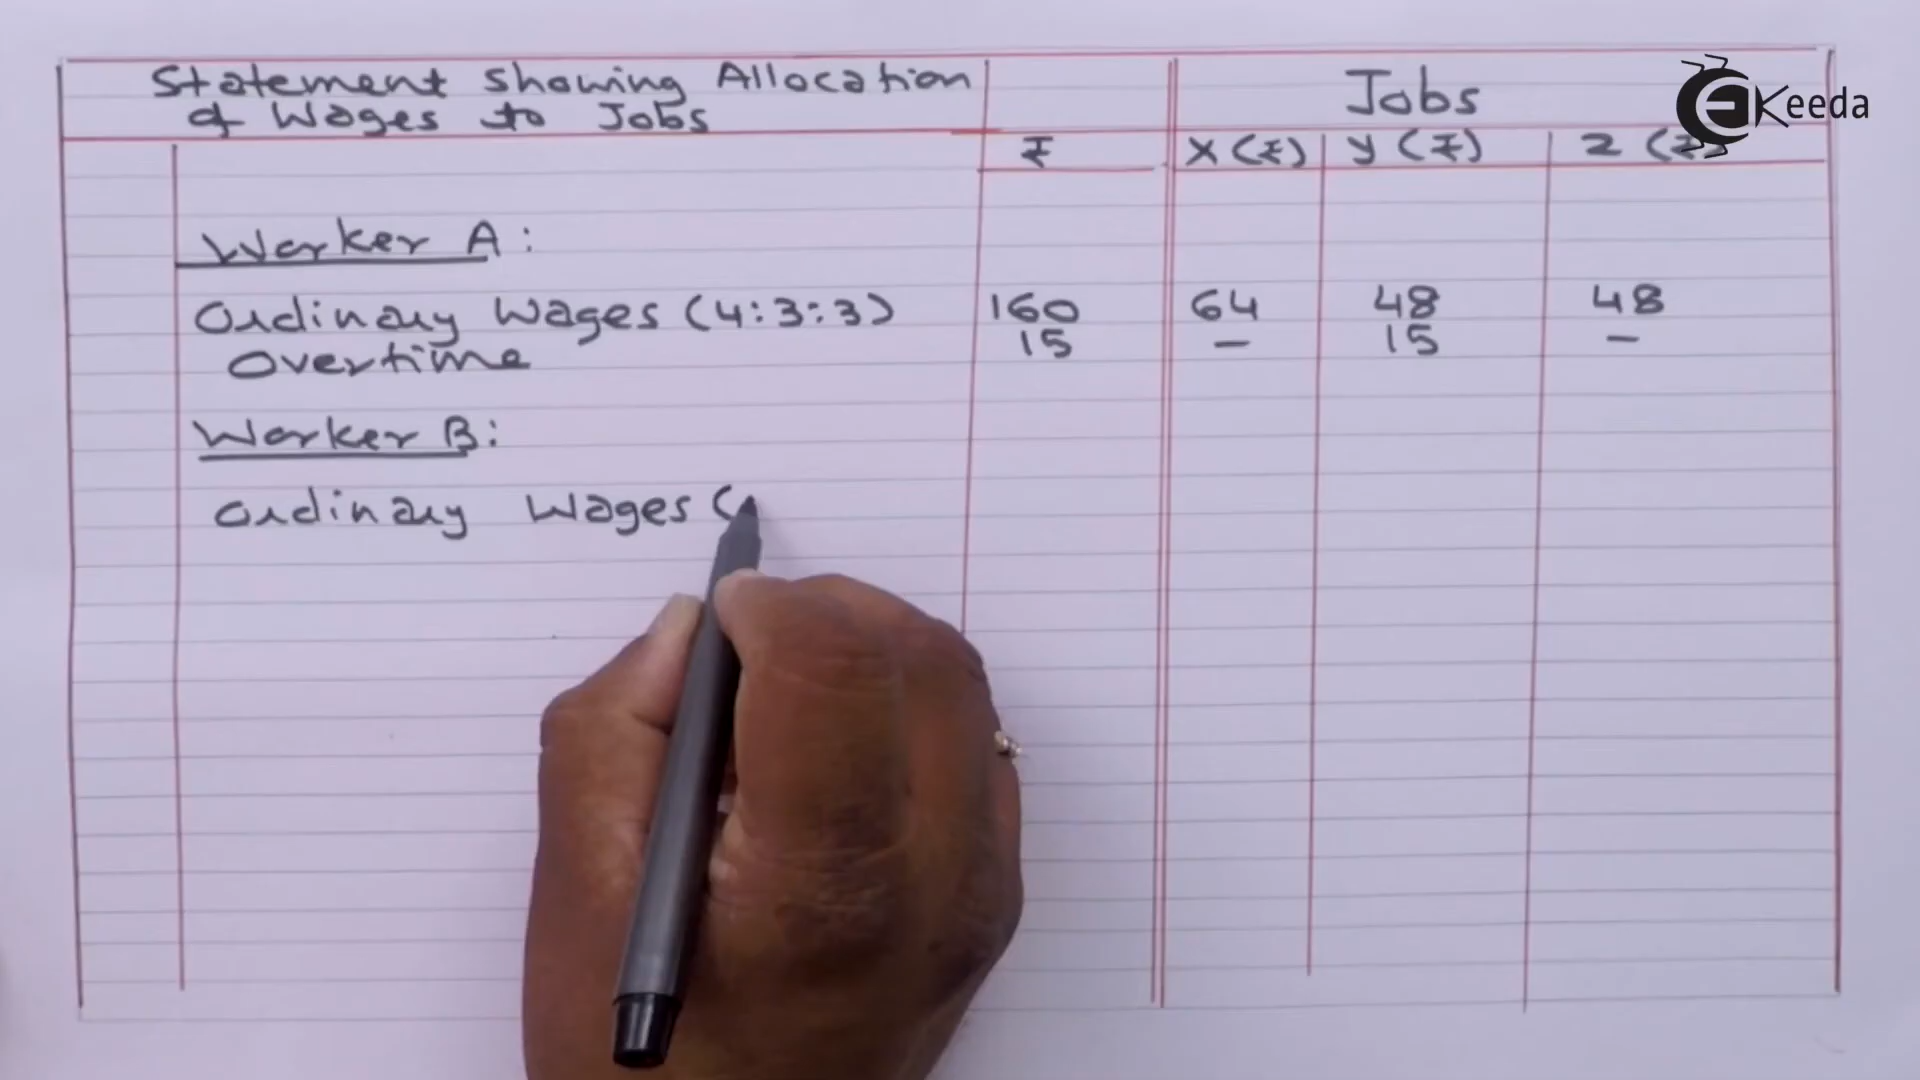 Statement showing Allocation
of Wages to Jobs
Jobs
Keeda
₹ X (₹) y (₹) z (₹)
Worker A :
Ordinary Wages (4:3:3) 160 64 48 48
Overtime 15 - 15 -
Worker B:
Ordinary Wages (